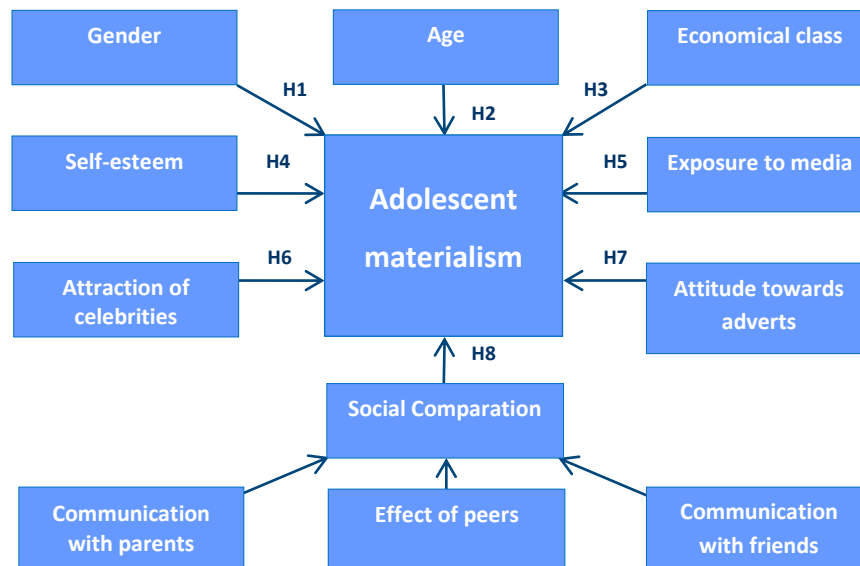 Gender
Age
Economical class
H1
H2
H3
Self-esteem
H4
Adolescent
materialism
H5
Exposure to media
Attraction of
celebrities
H6
H7
Attitude towards
adverts
H8
Social Comparation
Communication
with parents
Effect of peers
Communication
with friends